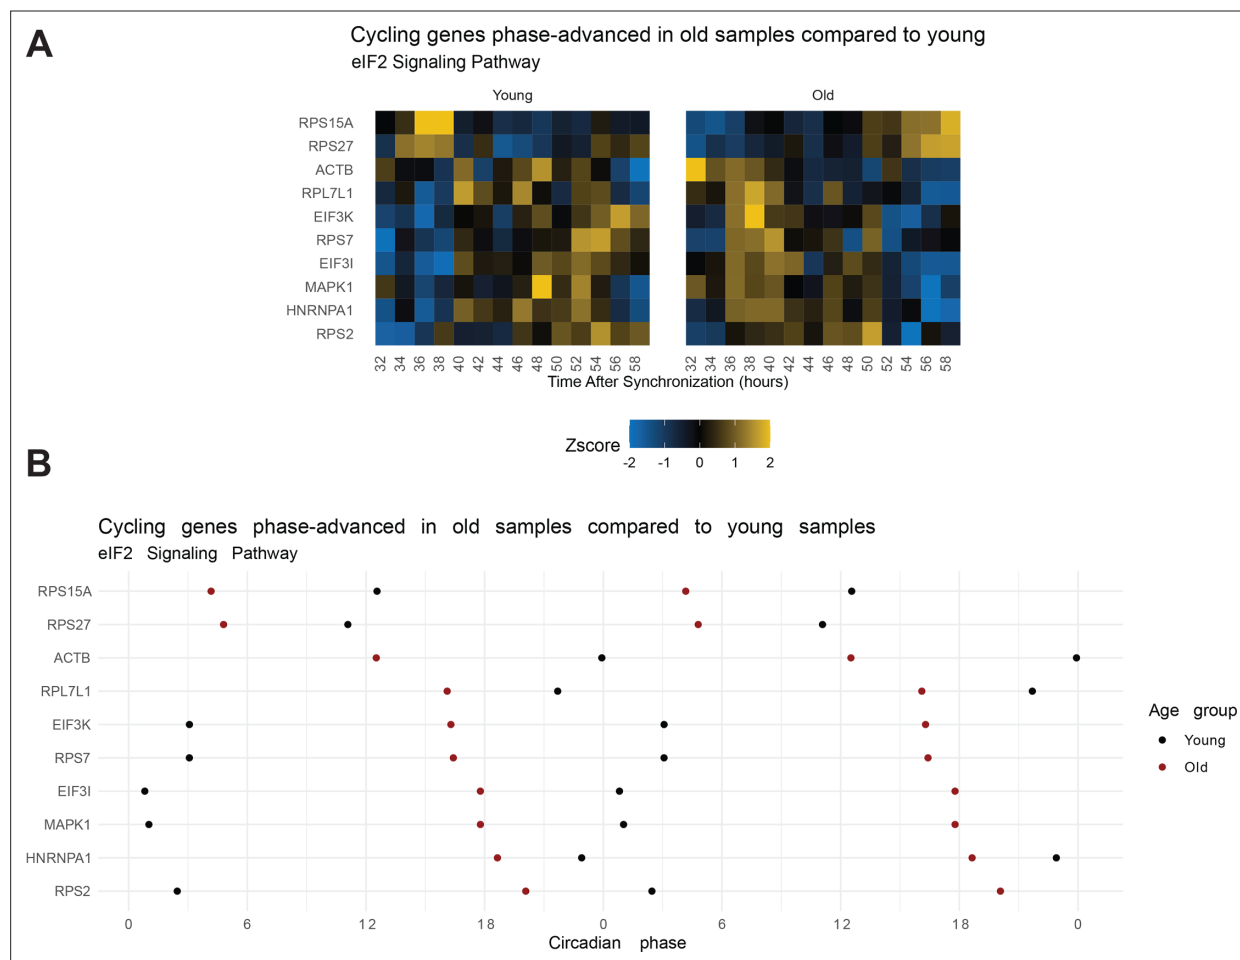 A
Cycling genes phase-advanced in old samples compared to young
eIF2 Signaling Pathway
Young
Old
RPS15A
RPS27
ACTB
RPL7L1
EIF3K
RPS7
EIF3I
MAPK1
HNRNPA1
RPS2
32 34 36 38 40 42 44 46 48 50 52 54 56 58
32 34 36 38 40 42 44 46 48 50 52 54 56 58
Time After Synchronization (hours)
Zscore
-2 -1 0 1 2
B
Cycling genes phase-advanced in old samples compared to young samples
eIF2 Signaling Pathway
RPS15A
RPS27
ACTB
RPL7L1
EIF3K
RPS7
EIF3I
MAPK1
HNRNPA1
RPS2
0 6 12 18 0 6 12 18 0
Circadian phase
Age group
Young
Old